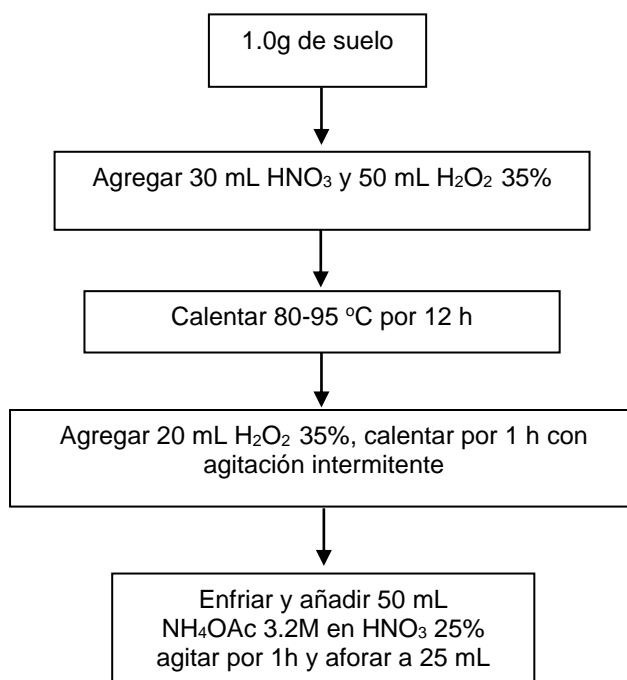 1.0g de suelo
Agregar 30 mL HNO₃ y 50 mL H₂O₂ 35%
Calentar 80-95 ºC por 12 h
Agregar 20 mL H₂O₂ 35%, calentar por 1 h con
agitación intermitente
Enfriar y añadir 50 mL
NH₄OAc 3.2M en HNO₃ 25%
agitar por 1h y aforar a 25 mL